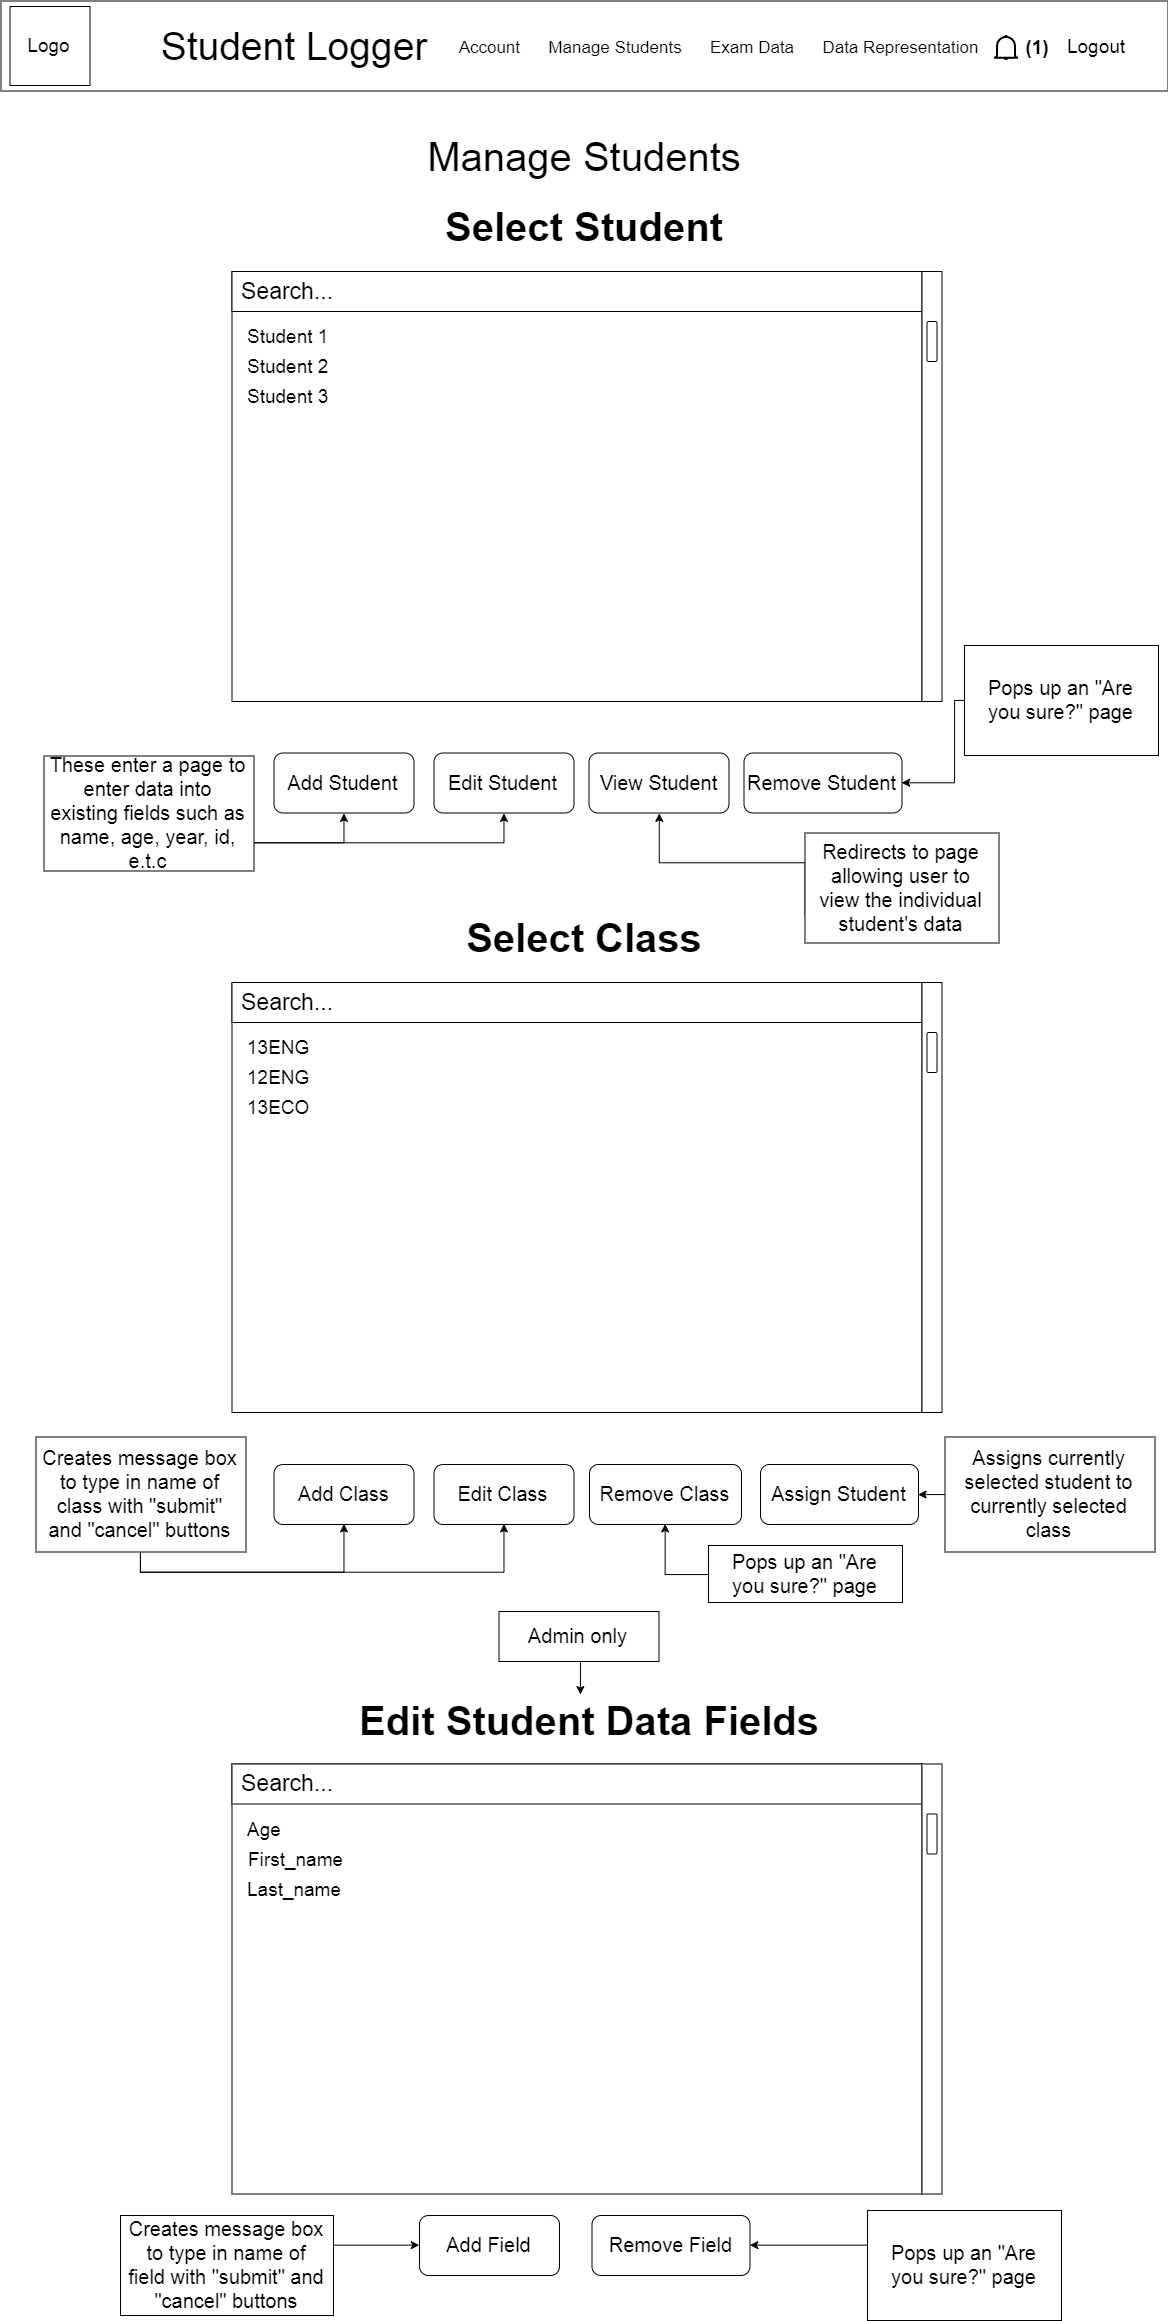 Logo
Student Logger
Account
Manage Students
Exam Data
Data Representation
(1)
Logout
Manage Students
Select Student
Search...
Student 1
Student 2
Student 3
Pops up an "Are
you sure?" page
These enter a page to
enter data into
existing fields such as
name, age, year, id,
e.t.c
Add Student
Edit Student
View Student
Remove Student
Redirects to page
allowing user to
view the individual
student's data
Select Class
Search...
13ENG
12ENG
13ECO
Creates message box
to type in name of
class with "submit"
and "cancel" buttons
Add Class
Edit Class
Remove Class
Assign Student
Assigns currently
selected student to
currently selected
class
Pops up an "Are
you sure?" page
Admin only
Edit Student Data Fields
Search...
Age
First_name
Last_name
Creates message box
to type in name of
field with "submit" and
"cancel" buttons
Add Field
Remove Field
Pops up an "Are
you sure?" page